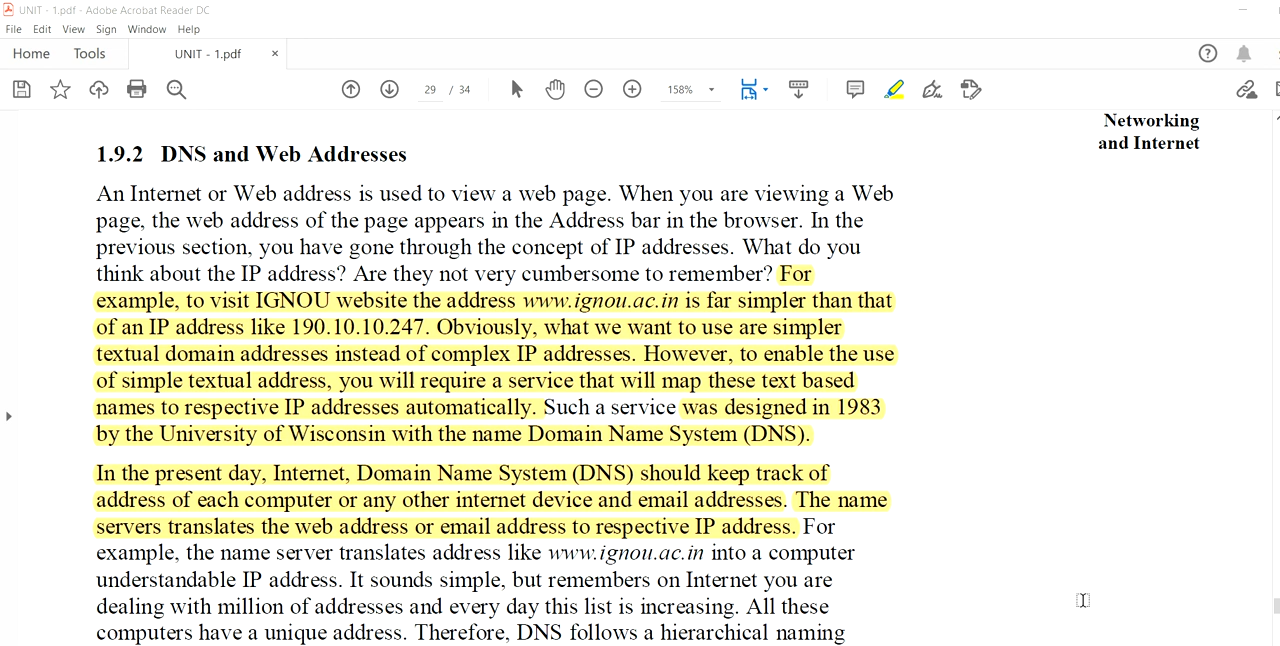 UNIT - 1.pdf - Adobe Acrobat Reader DC
File Edit View Sign Window Help
Home Tools UNIT - 1.pdf ×
29 / 34 158%
Networking
and Internet
1.9.2 DNS and Web Addresses
An Internet or Web address is used to view a web page. When you are viewing a Web
page, the web address of the page appears in the Address bar in the browser. In the
previous section, you have gone through the concept of IP addresses. What do you
think about the IP address? Are they not very cumbersome to remember? For
example, to visit IGNOU website the address www.ignou.ac.in is far simpler than that
of an IP address like 190.10.10.247. Obviously, what we want to use are simpler
textual domain addresses instead of complex IP addresses. However, to enable the use
of simple textual address, you will require a service that will map these text based
names to respective IP addresses automatically. Such a service was designed in 1983
by the University of Wisconsin with the name Domain Name System (DNS).
In the present day, Internet, Domain Name System (DNS) should keep track of
address of each computer or any other internet device and email addresses. The name
servers translates the web address or email address to respective IP address. For
example, the name server translates address like www.ignou.ac.in into a computer
understandable IP address. It sounds simple, but remembers on Internet you are
dealing with million of addresses and every day this list is increasing. All these
computers have a unique address. Therefore, DNS follows a hierarchical naming